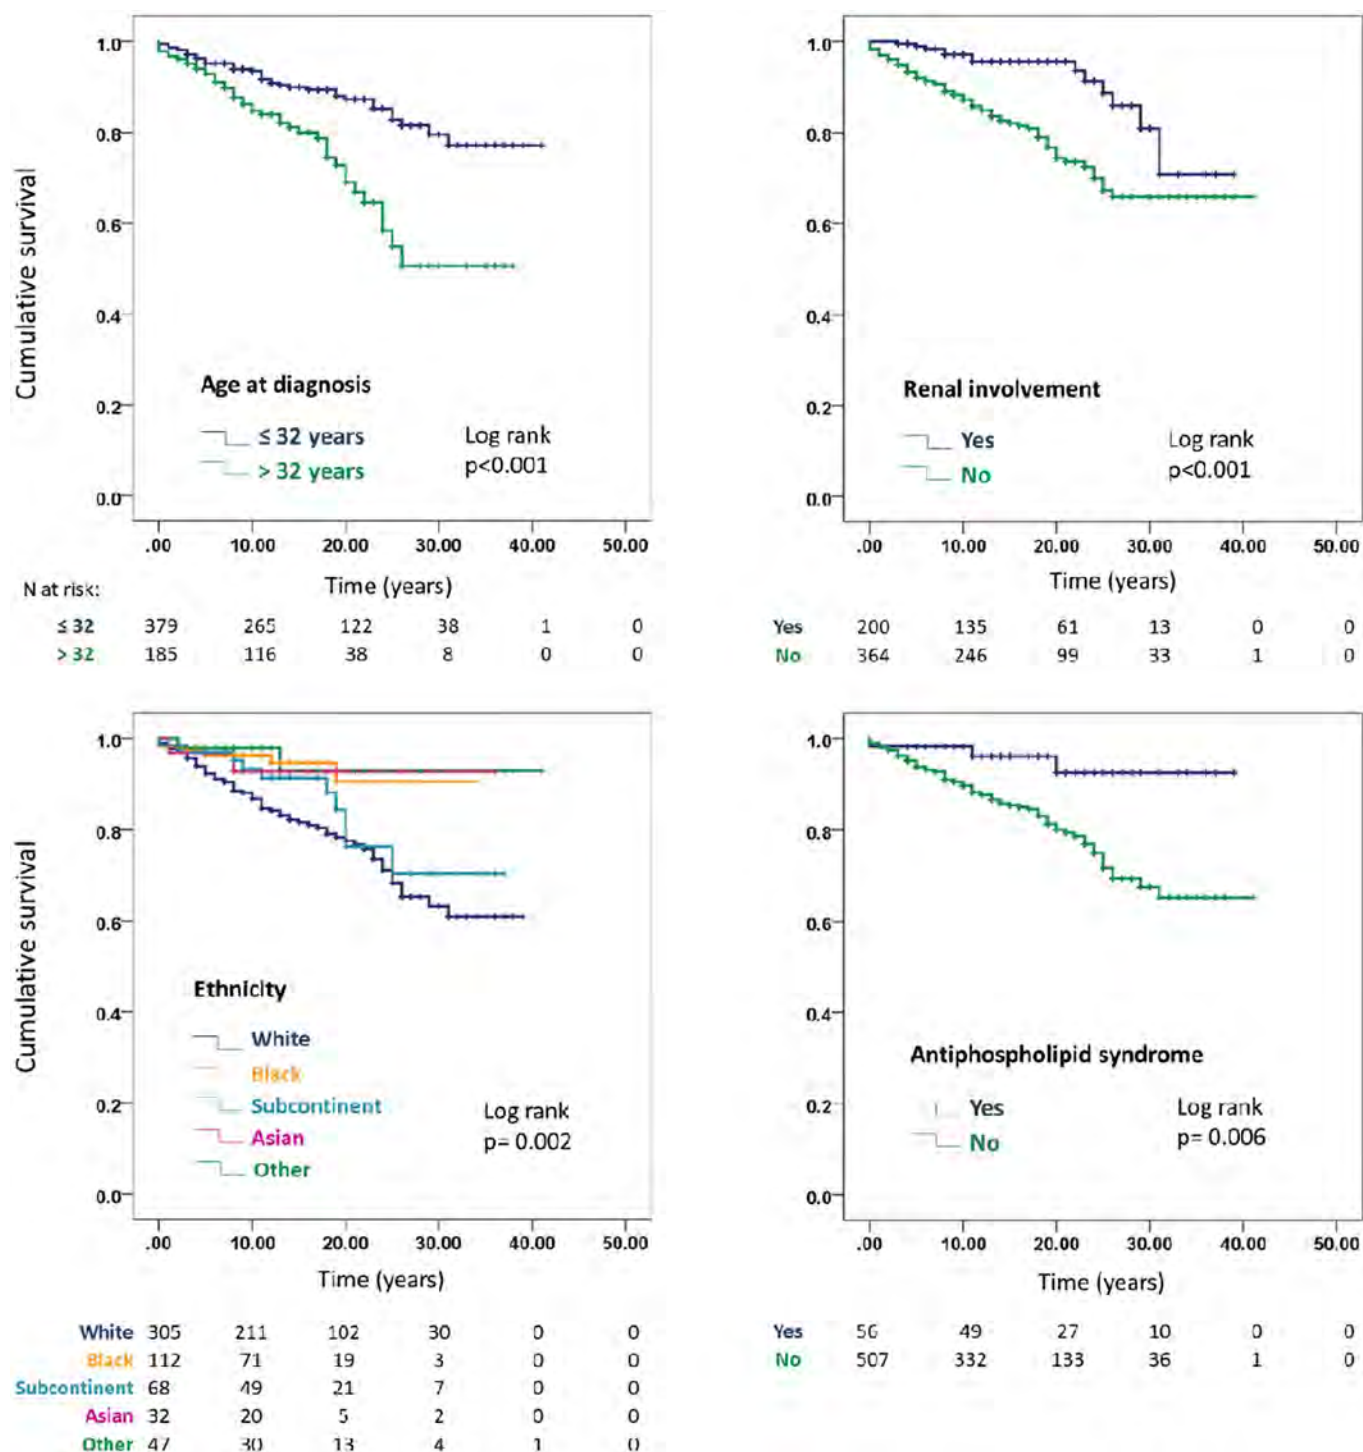 1.0
0.8
0.6
0.4
0.2
0.0
Cumulative survival
Age at diagnosis
≤ 32 years
> 32 years
Log rank
p<0.001
.00 10.00 20.00 30.00 40.00 50.00
Time (years)
N at risk:
≤ 32 379 265 122 38 1 0
> 32 185 116 38 8 0 0
1.0
0.8
0.6
0.4
0.2
0.0
Renal involvement
Yes
No
Log rank
p<0.001
.00 10.00 20.00 30.00 40.00 50.00
Time (years)
Yes 200 135 61 13 0 0
No 364 246 99 33 1 0
1.0
0.8
0.6
0.4
0.2
0.0
Cumulative survival
Ethnicity
White
Black
Subcontinent
Asian
Other
Log rank
p= 0.002
.00 10.00 20.00 30.00 40.00 50.00
Time (years)
White 305 211 102 30 0 0
Black 112 71 19 3 0 0
Subcontinent 68 49 21 7 0 0
Asian 32 20 5 2 0 0
Other 47 30 13 4 1 0
1.0
0.8
0.6
0.4
0.2
0.0
Antiphospholipid syndrome
Yes
No
Log rank
p= 0.006
.00 10.00 20.00 30.00 40.00 50.00
Time (years)
Yes 56 49 27 10 0 0
No 507 332 133 36 1 0